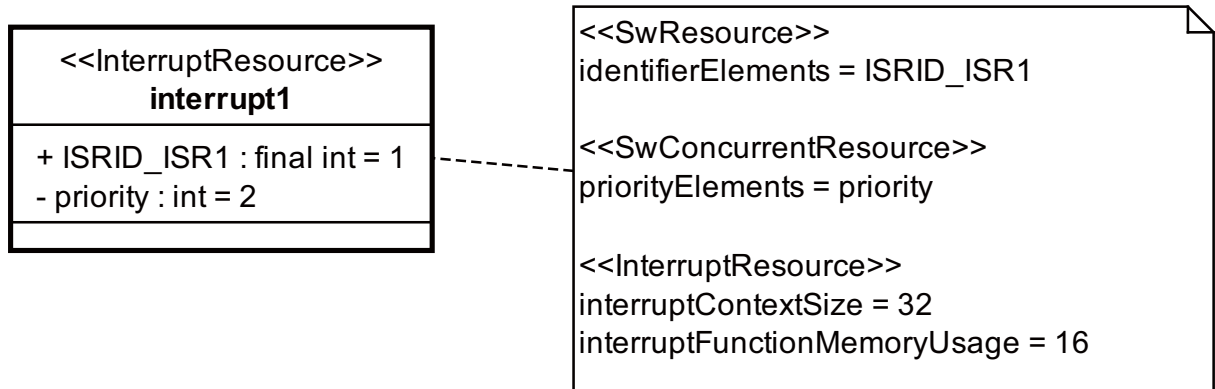 <<InterruptResource>>
interrupt1
+ ISRID_ISR1 : final int = 1
- priority : int = 2
<<SwResource>>
identifierElements = ISRID_ISR1
<<SwConcurrentResource>>
priorityElements = priority
<<InterruptResource>>
interruptContextSize = 32
interruptFunctionMemoryUsage = 16